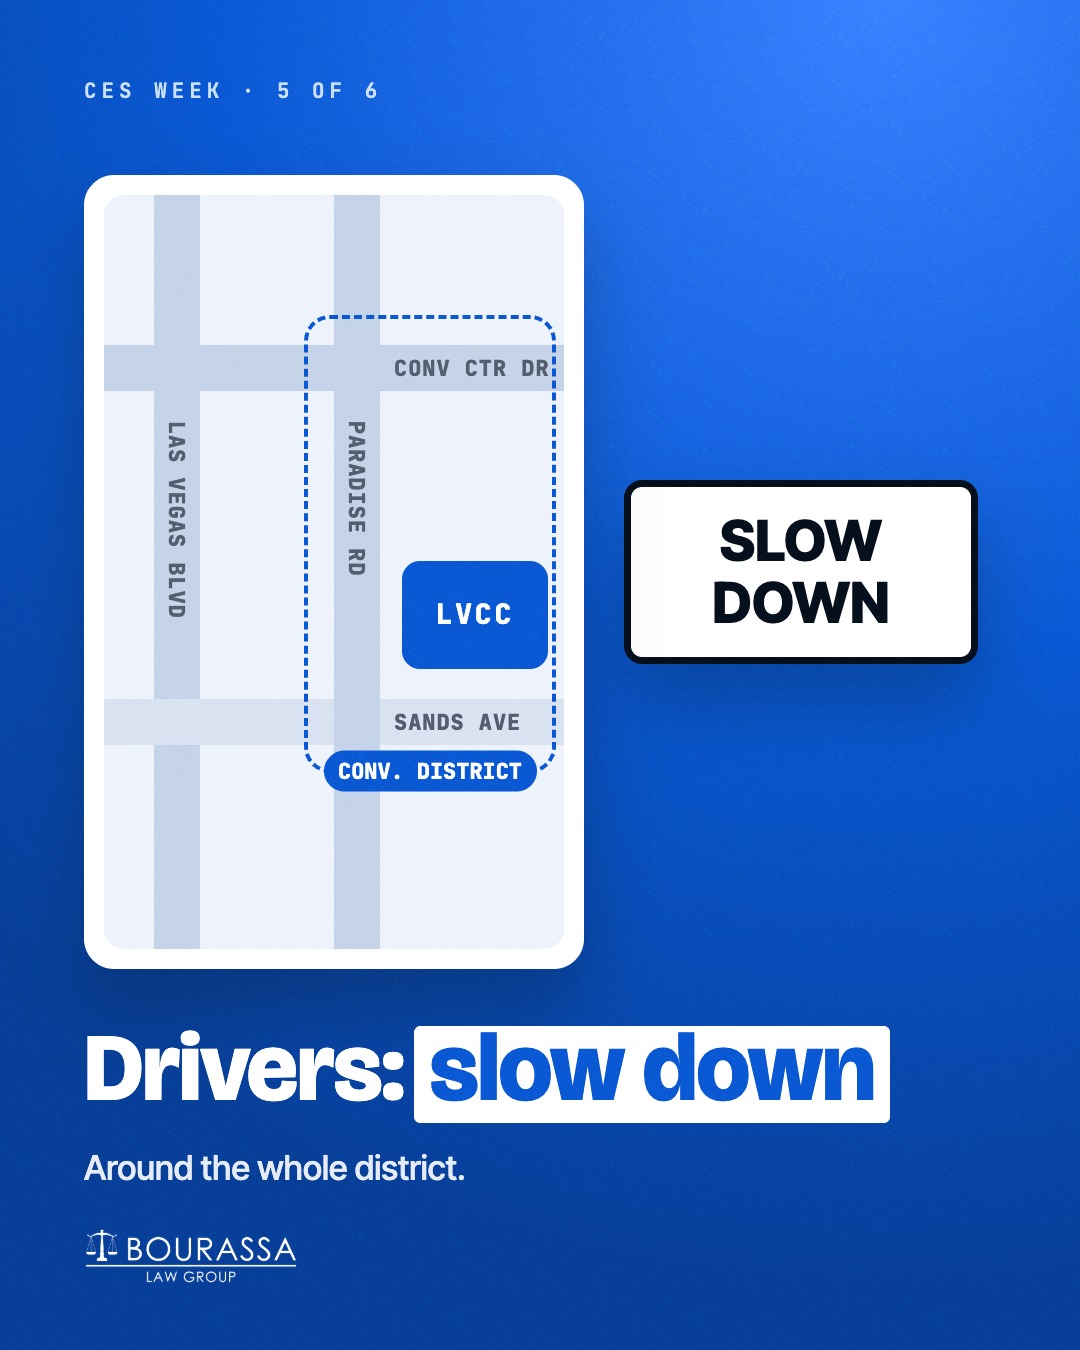 CES WEEK · 5 OF 6
CONV CTR DR
LAS VEGAS BLVD
PARADISE RD
LVCC
SANDS AVE
CONV. DISTRICT
SLOW
DOWN
Drivers: slow down
Around the whole district.
BOURASSA
LAW GROUP